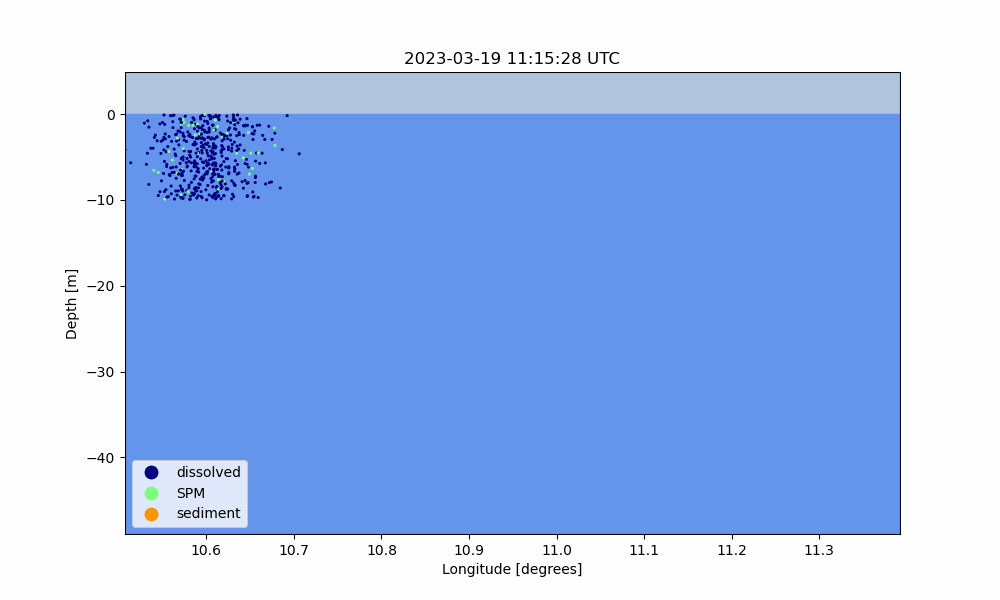 2023-03-19 11:15:28 UTC
0
−10
−20
−30
−40
Depth [m]
dissolved
SPM
sediment
10.6 10.7 10.8 10.9 11.0 11.1 11.2 11.3
Longitude [degrees]